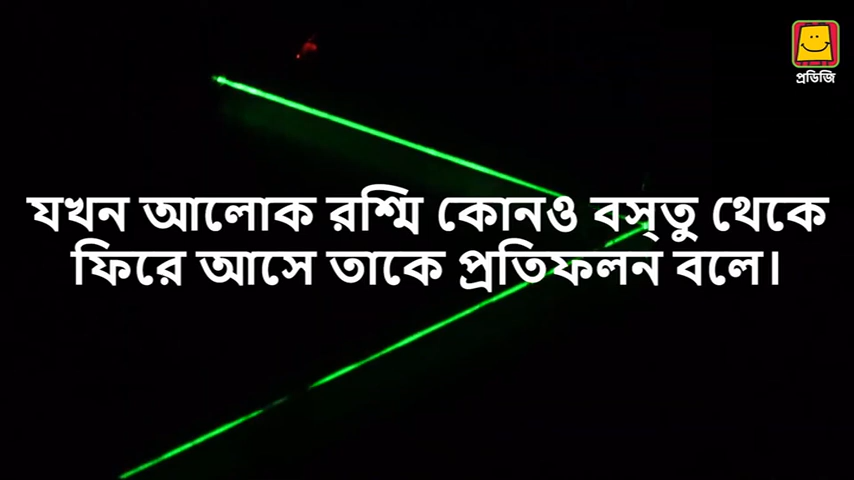 প্রডিজি
যখন আলোক রশ্মি কোনও বস্তু থেকে
ফিরে আসে তাকে প্রতিফলন বলে।